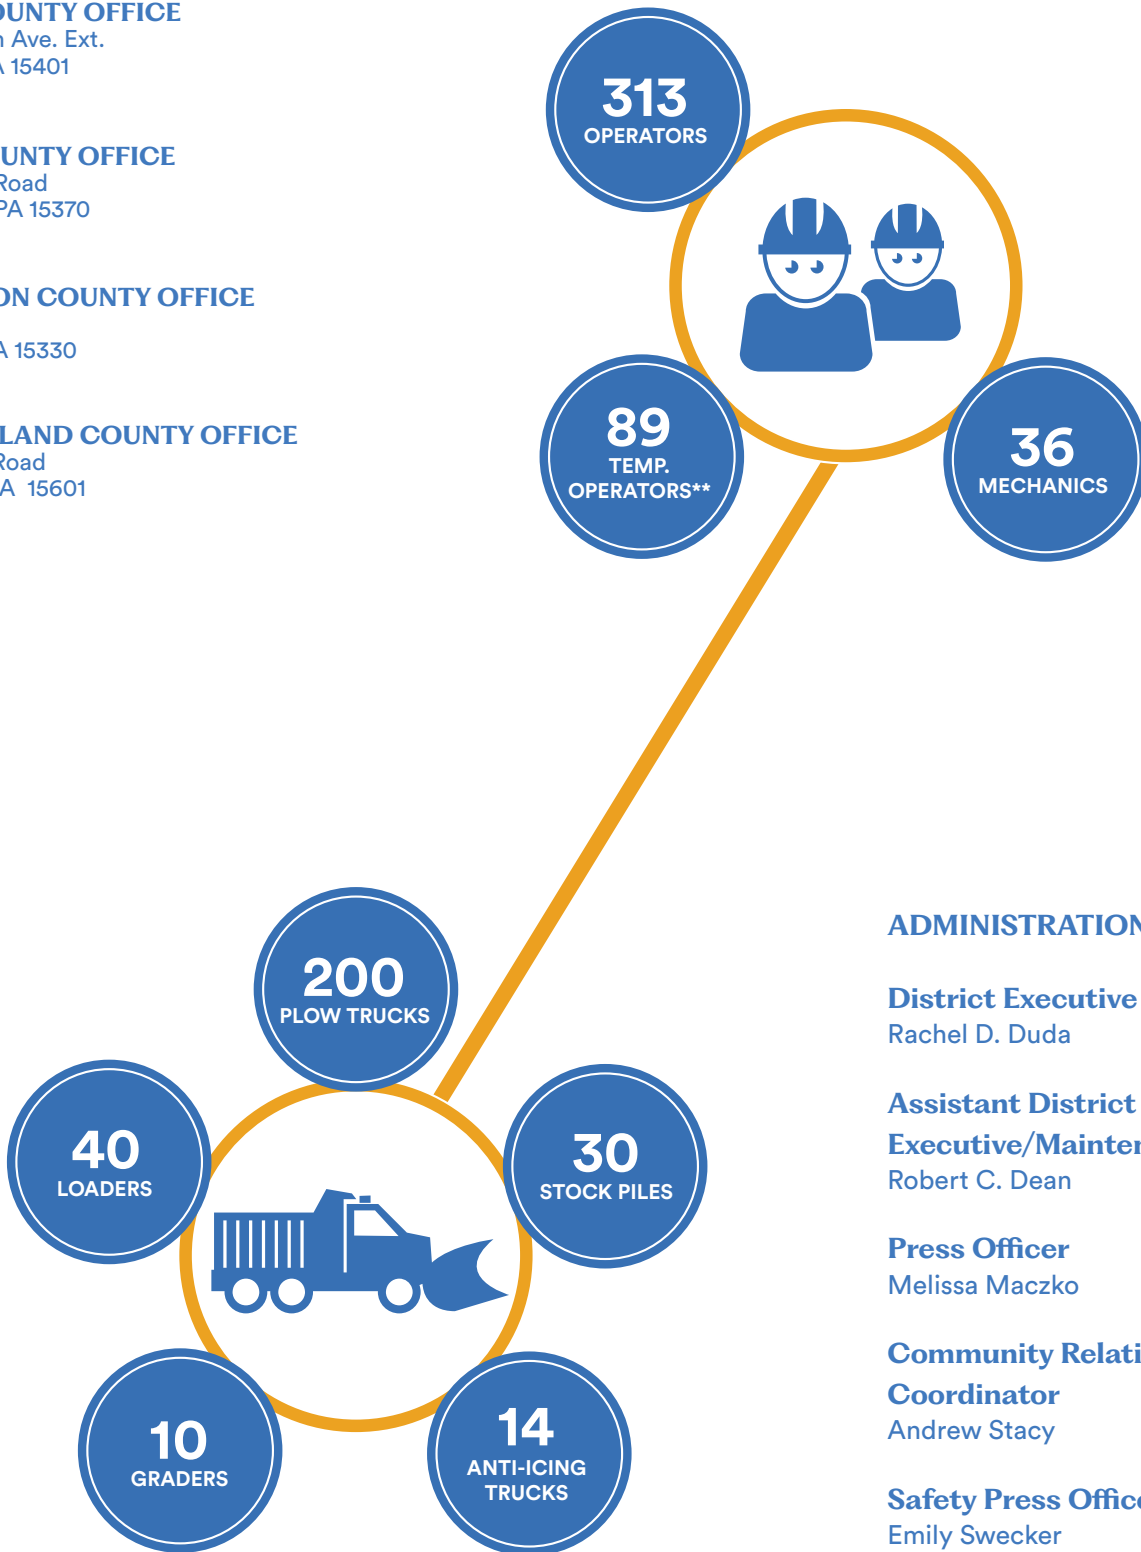 OUNTY OFFICE
Ave. Ext.
15401
UNTY OFFICE
Road
PA 15370
ON COUNTY OFFICE
A 15330
LAND COUNTY OFFICE
Road
A 15601
313
OPERATORS
89
TEMP.
OPERATORS**
36
MECHANICS
200
PLOW TRUCKS
40
LOADERS
30
STOCK PILES
10
GRADERS
14
ANTI-ICING
TRUCKS
ADMINISTRATION
District Executive
Rachel D. Duda
Assistant District
Executive/Mainten
Robert C. Dean
Press Officer
Melissa Maczko
Community Relati
Coordinator
Andrew Stacy
Safety Press Office
Emily Swecker